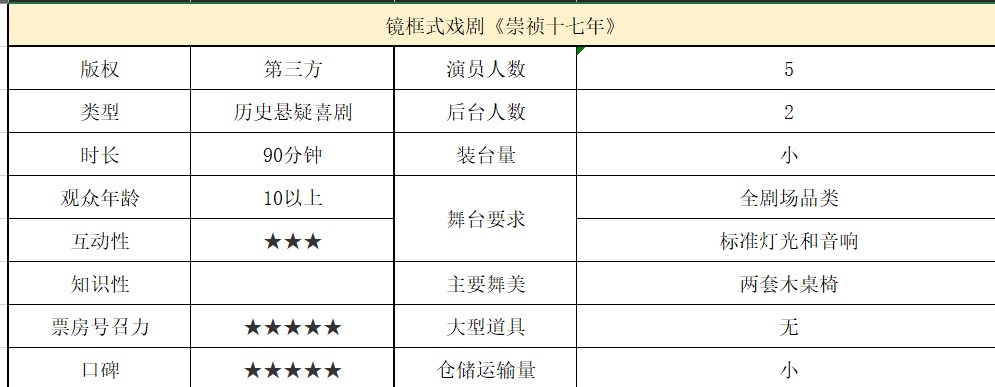 镜框式戏剧《崇祯十七年》
版权 第三方 演员人数 5
类型 历史悬疑喜剧 后台人数 2
时长 90分钟 装台量 小
观众年龄 10以上 舞台要求 全剧场品类
互动性 ★★★ 标准灯光和音响
知识性 主要舞美 两套木桌椅
票房号召力 ★★★★★ 大型道具 无
口碑 ★★★★★ 仓储运输量 小